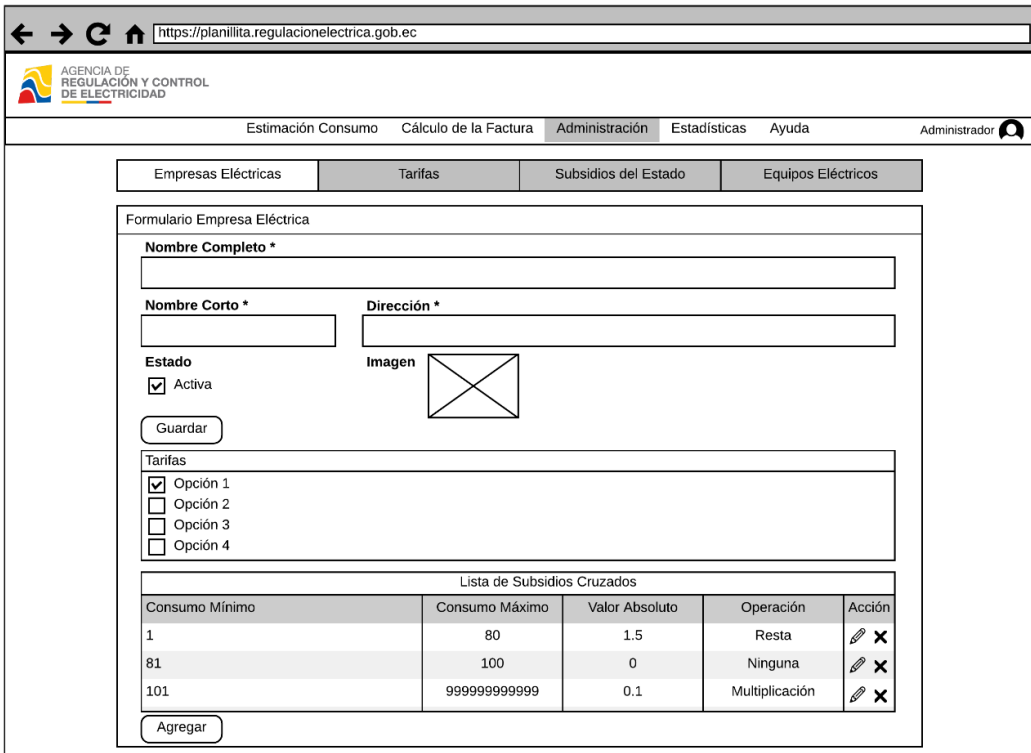 https://planillita.regulacionelectrica.gob.ec
AGENCIA DE
REGULACIÓN Y CONTROL
DE ELECTRICIDAD
Estimación Consumo Cálculo de la Factura Administración Estadísticas Ayuda Administrador
Empresas Eléctricas Tarifas Subsidios del Estado Equipos Eléctricos
Formulario Empresa Eléctrica
Nombre Completo *
Nombre Corto * Dirección *
Estado Imagen
Activa
Guardar
Tarifas
Opción 1
Opción 2
Opción 3
Opción 4
Lista de Subsidios Cruzados
Consumo Mínimo Consumo Máximo Valor Absoluto Operación Acción
1 80 1.5 Resta
81 100 0 Ninguna
101 999999999999 0.1 Multiplicación
Agregar